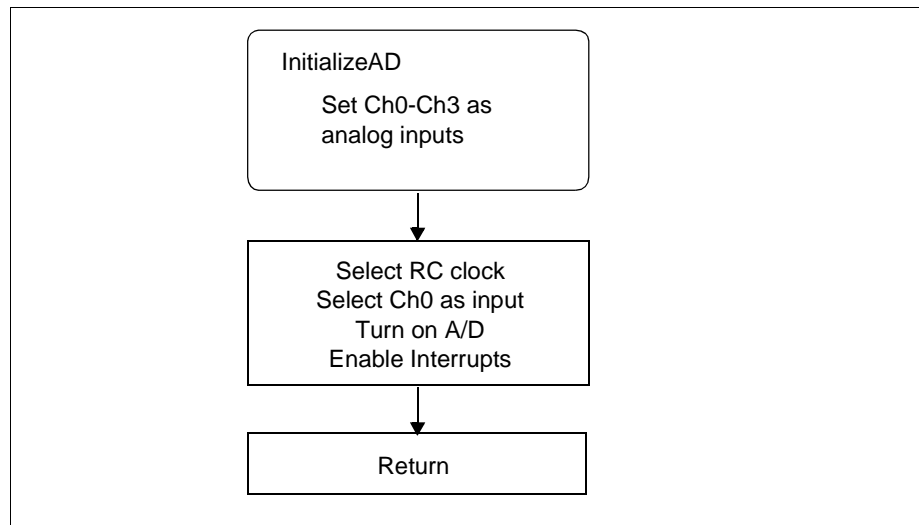 InitializeAD
Set Ch0-Ch3 as
analog inputs
Select RC clock
Select Ch0 as input
Turn on A/D
Enable Interrupts
Return